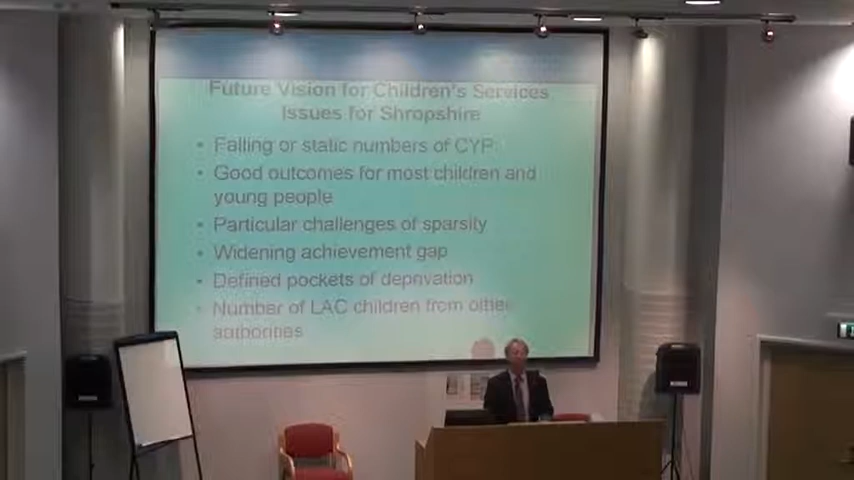 Future Vision for Children's Services
Issues for Shropshire
• Falling or static numbers of CYP.
• Good outcomes for most children and
young people
• Particular challenges of sparsity
• Widening achievement gap
• Defined pockets of deprivation
• Number of LAC children from other
authorities